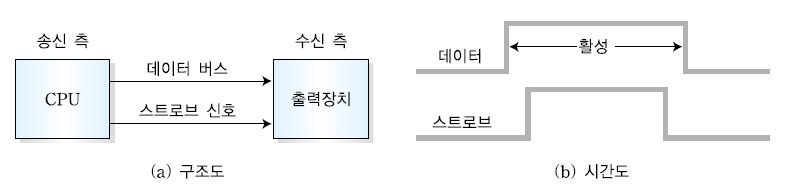 송신 측
수신 측
CPU
데이터 버스
스트로브 신호
출력장치
(a) 구조도
데이터
활성
스트로브
(b) 시간도